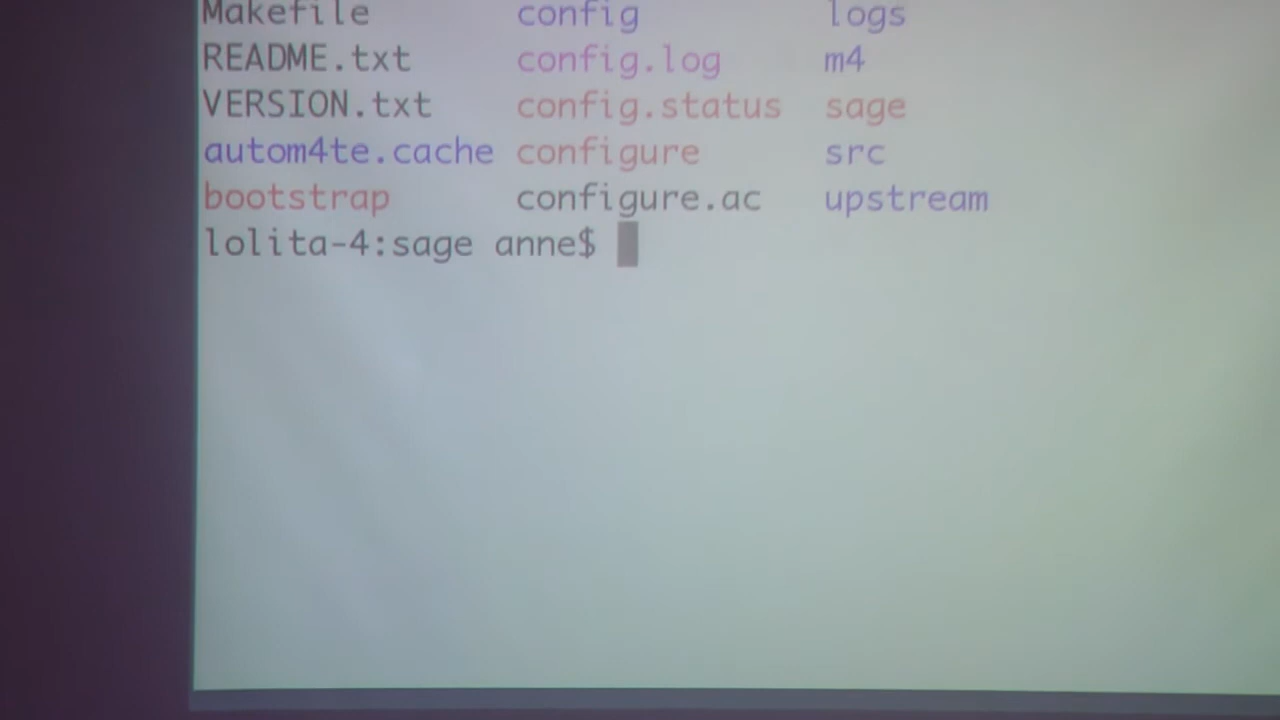 Makefile config logs
README.txt config.log m4
VERSION.txt config.status sage
autom4te.cache configure src
bootstrap configure.ac upstream
lolita-4:sage anne$